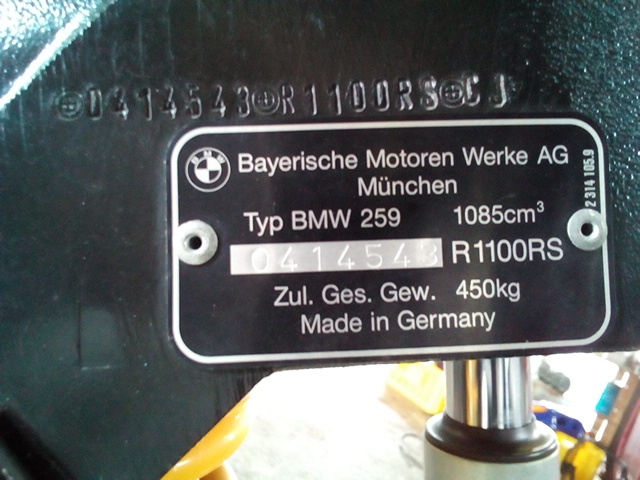 0414543 R1100RS CJ
BMW
Bayerische Motoren Werke AG
München
Typ BMW 259 1085cm³
0414543 R1100RS
Zul. Ges. Gew. 450kg
Made in Germany
2 314 105.9